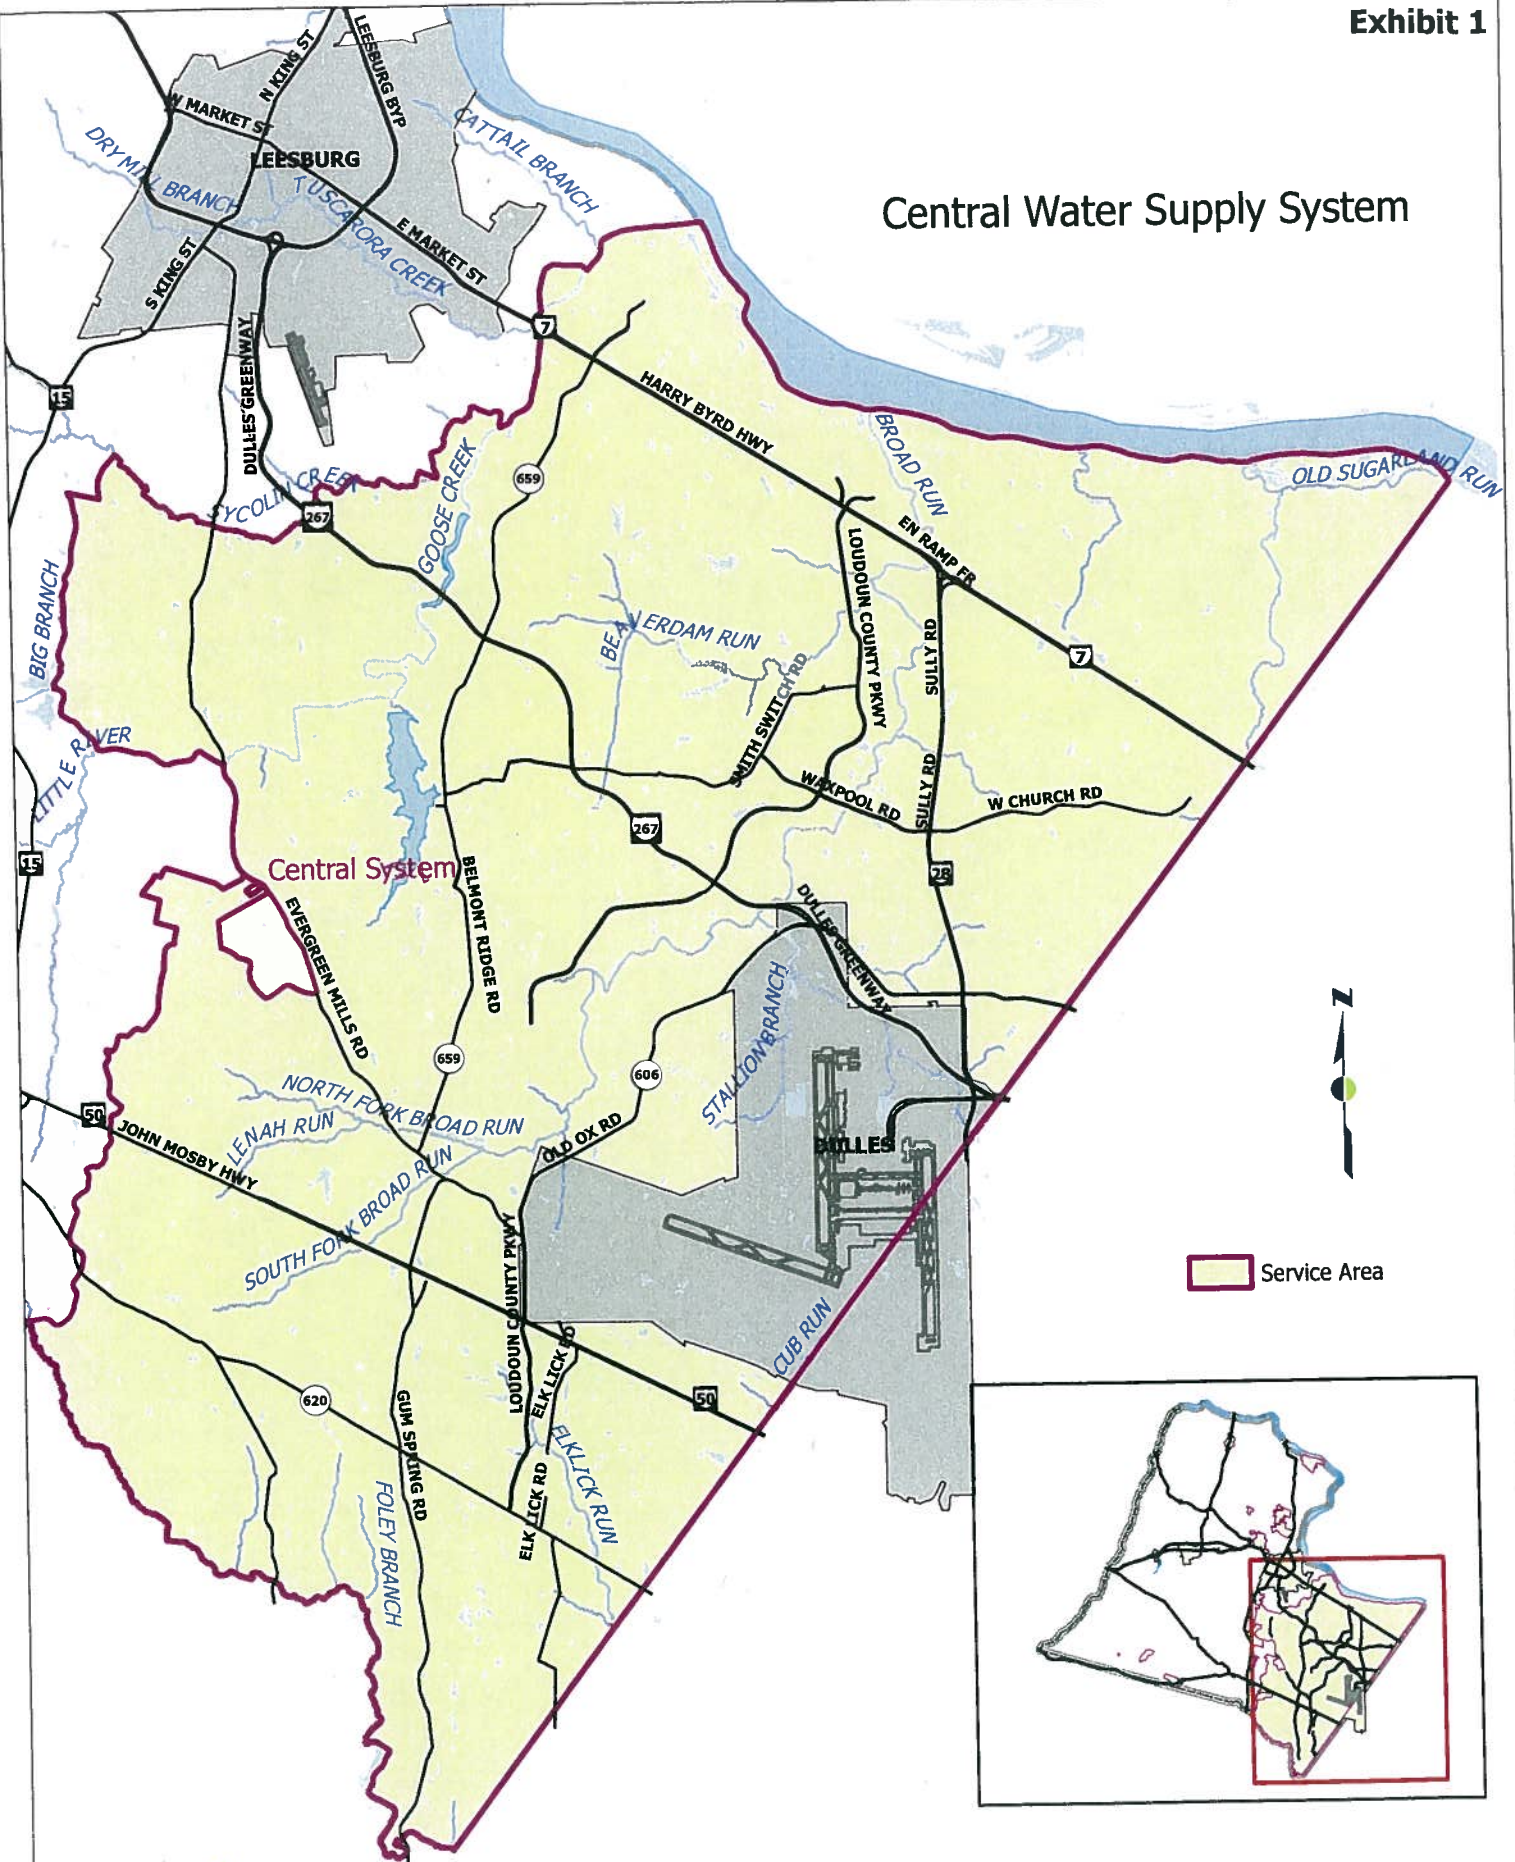 Exhibit 1
Central Water Supply System
N KING ST
LEESBURG BYP
W MARKET ST
LEESBURG
CATTAIL BRANCH
DRY MILL BRANCH
TUSCARORA CREEK
E MARKET ST
S KING ST
7
DULLES GREENWAY
15
HARRY BYRD HWY
BROAD RUN
OLD SUGARLAND RUN
659
GOOSE CREEK
SYCOLIN CREEK
267
EN RAMP FR
LOUDOUN COUNTY PKWY
BIG BRANCH
BEAVERDAM RUN
SULLY RD
7
SMITH SWITCH RD
LITTLE RIVER
SULLY RD
WAXPOOL RD
W CHURCH RD
267
15
Central System
28
BELMONT RIDGE RD
EVERGREEN MILLS RD
DULLES GREENWAY
STALLION BRANCH
N
659
606
NORTH FORK BROAD RUN
50
LENAH RUN
JOHN MOSBY HWY
OLD OX RD
DULLES
SOUTH FORK BROAD RUN
LOUDOUN COUNTY PKWY
Service Area
CUB RUN
ELK LICK RD
620
50
GUM SPRING RD
ELKLICK RUN
ELK LICK RD
FOLEY BRANCH